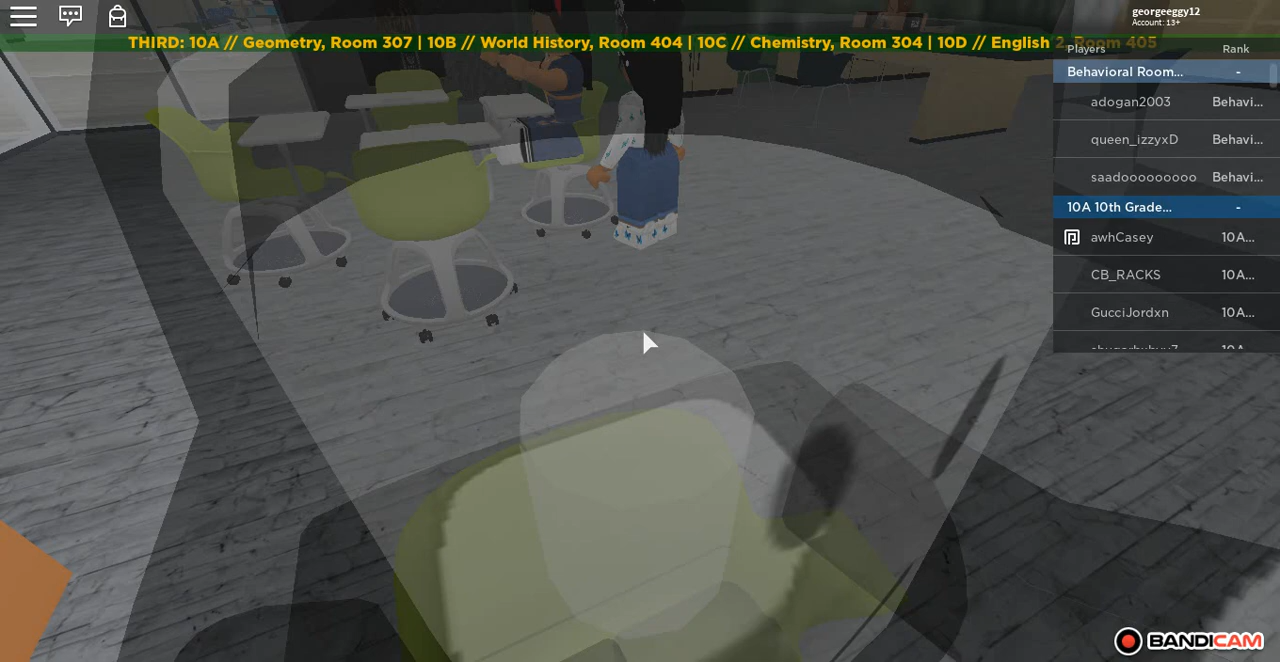 georgeeggy12
Account: 13+
THIRD: 10A // Geometry, Room 307 | 10B // World History, Room 404 | 10C // Chemistry, Room 304 | 10D // English 2, Room 405
Players Rank
Behavioral Room... -
adogan2003 Behavi...
queen_izzyxD Behavi...
saadooooooooo Behavi...
10A 10th Grade... -
awhCasey 10A...
CB_RACKS 10A...
GucciJordxn 10A...
10A
BANDICAM